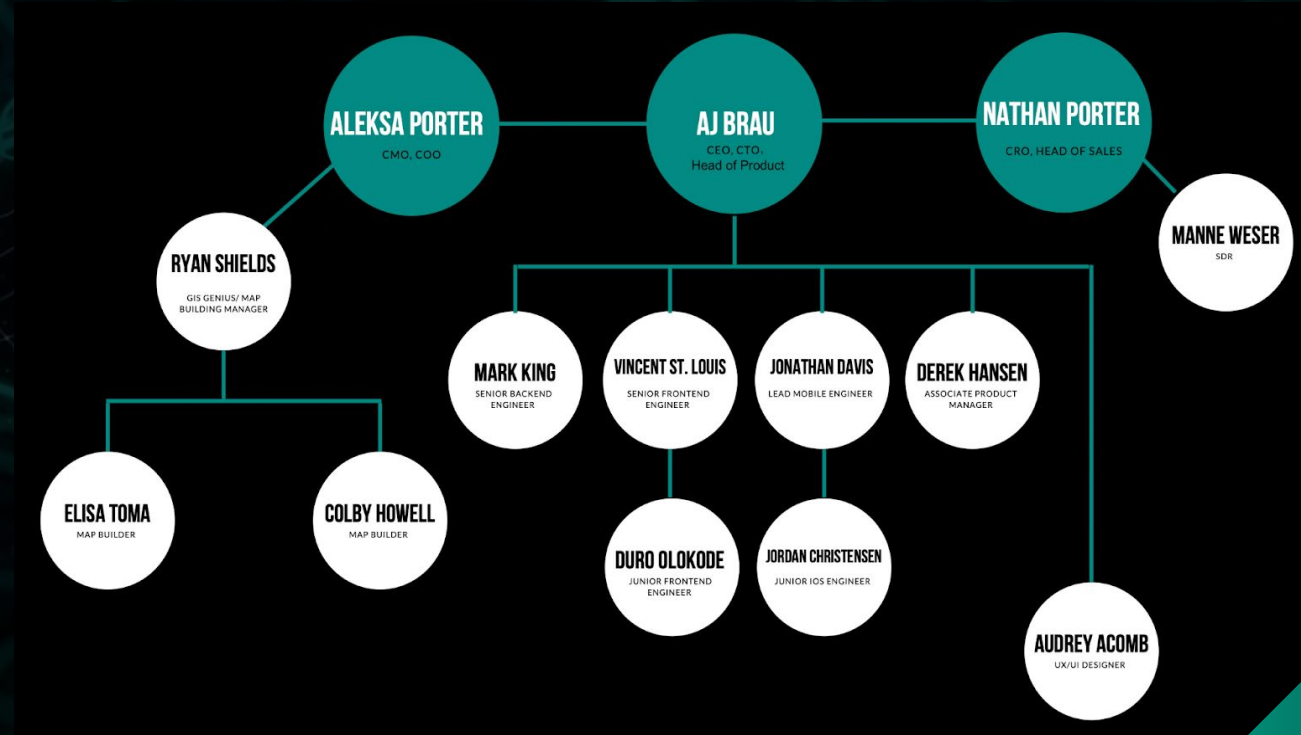 ALEKSA PORTER
CMO, COO
AJ BRAU
CEO, CTO,
Head of Product
NATHAN PORTER
CRO, HEAD OF SALES
MANNE WESER
SDR
RYAN SHIELDS
GIS GENIUS/ MAP
BUILDING MANAGER
MARK KING
SENIOR BACKEND
ENGINEER
VINCENT ST. LOUIS
SENIOR FRONTEND
ENGINEER
JONATHAN DAVIS
LEAD MOBILE ENGINEER
DEREK HANSEN
ASSOCIATE PRODUCT
MANAGER
ELISA TOMA
MAP BUILDER
COLBY HOWELL
MAP BUILDER
DURO OLOKODE
JUNIOR FRONTEND
ENGINEER
JORDAN CHRISTENSEN
JUNIOR IOS ENGINEER
AUDREY ACOMB
UX/UI DESIGNER